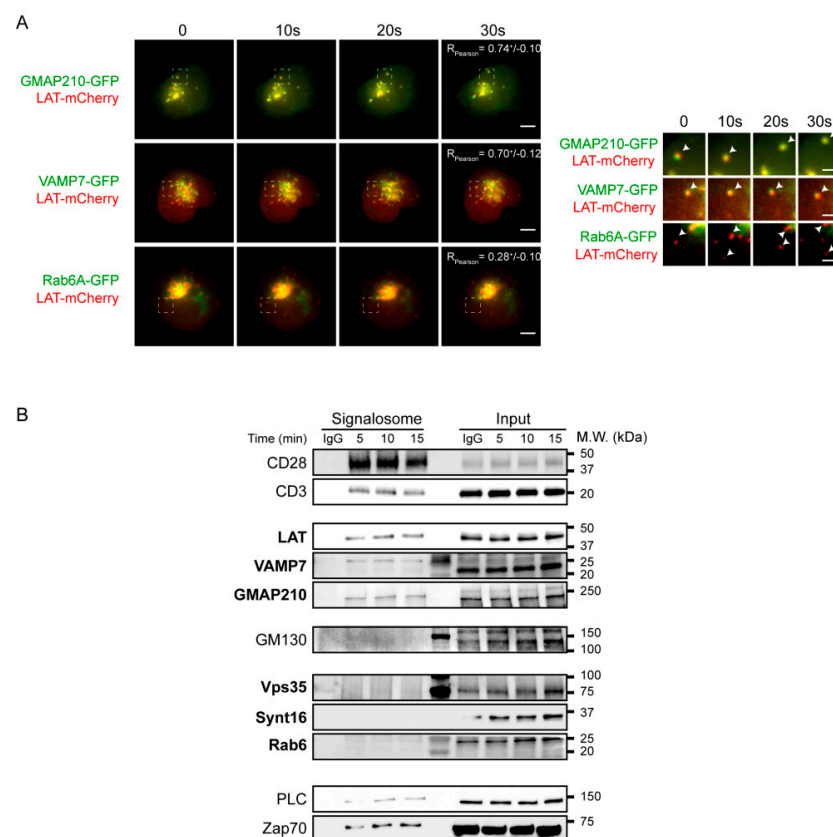 A
0 10s 20s 30s
GMAP210-GFP
LAT-mCherry
R Pearson = 0.74+/-0.10
VAMP7-GFP
LAT-mCherry
R Pearson = 0.70+/-0.12
Rab6A-GFP
LAT-mCherry
R Pearson = 0.28+/-0.10
0 10s 20s 30s
GMAP210-GFP
LAT-mCherry
VAMP7-GFP
LAT-mCherry
Rab6A-GFP
LAT-mCherry
B
Signalosome Input
Time (min) IgG 5 10 15 IgG 5 10 15 M.W. (kDa)
CD28 50
37
CD3 20
LAT 50
37
VAMP7 25
20
GMAP210 250
GM130 150
100
Vps35 100
75
Synt16 37
Rab6 25
20
PLC 150
Zap70 75